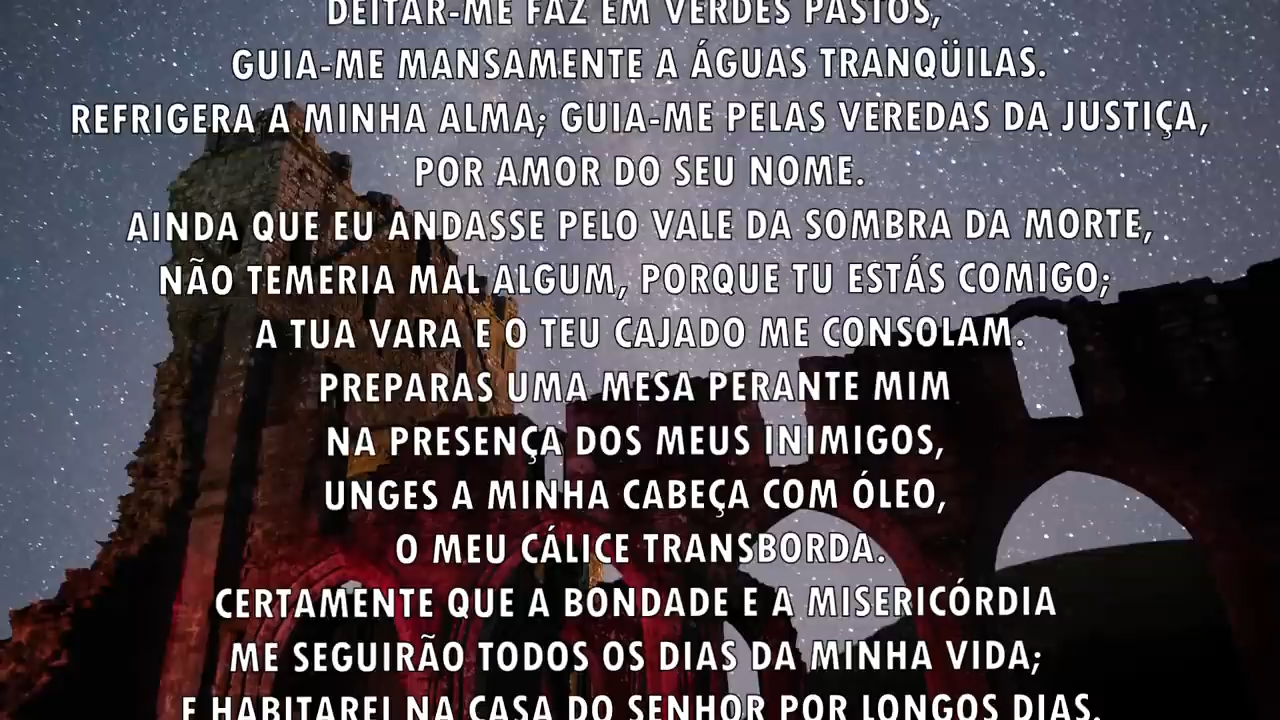 DEITAR-ME FAZ EM VERDES PASTOS,
GUIA-ME MANSAMENTE A ÁGUAS TRANQÜILAS.
REFRIGERA A MINHA ALMA; GUIA-ME PELAS VEREDAS DA JUSTIÇA,
POR AMOR DO SEU NOME.
AINDA QUE EU ANDASSE PELO VALE DA SOMBRA DA MORTE,
NÃO TEMERIA MAL ALGUM, PORQUE TU ESTÁS COMIGO;
A TUA VARA E O TEU CAJADO ME CONSOLAM.
PREPARAS UMA MESA PERANTE MIM
NA PRESENÇA DOS MEUS INIMIGOS,
UNGES A MINHA CABEÇA COM ÓLEO,
O MEU CÁLICE TRANSBORDA.
CERTAMENTE QUE A BONDADE E A MISERICÓRDIA
ME SEGUIRÃO TODOS OS DIAS DA MINHA VIDA;
E HABITAREI NA CASA DO SENHOR POR LONGOS DIAS.